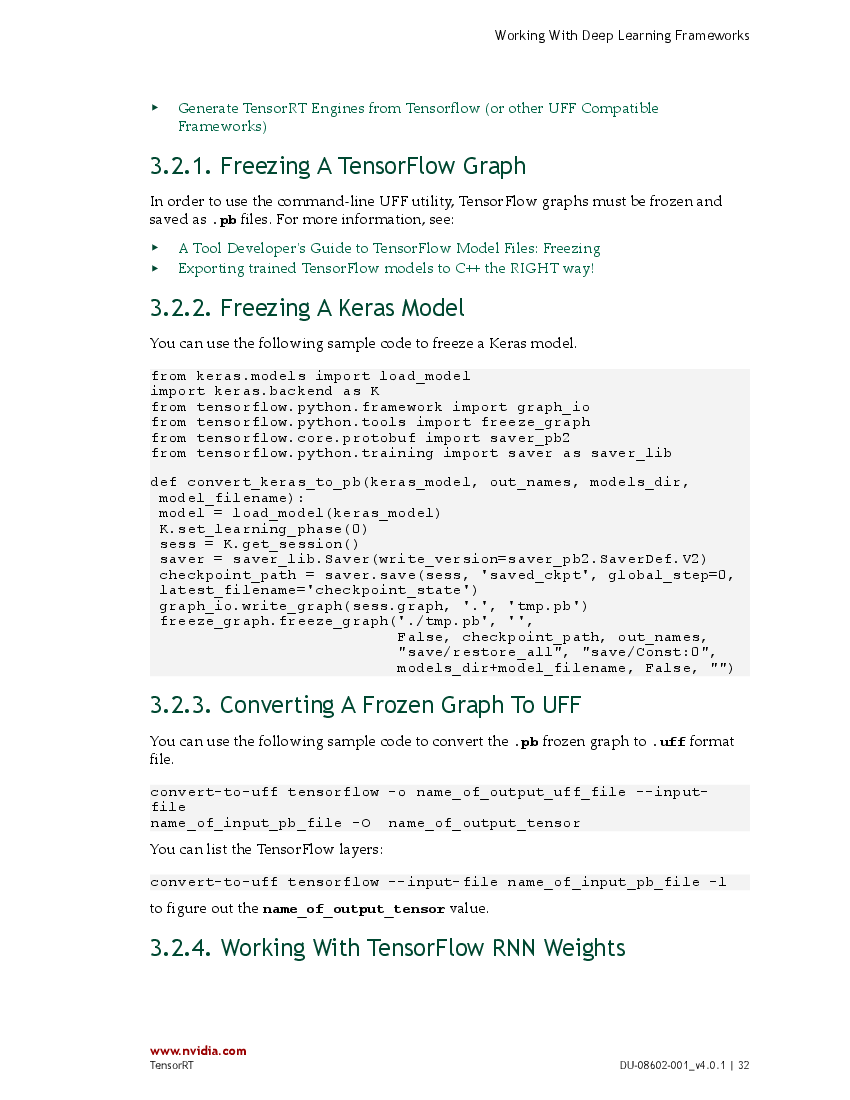 Working With Deep Learning Frameworks
‣ Generate TensorRT Engines from Tensorflow (or other UFF Compatible
Frameworks)
3.2.1. Freezing A TensorFlow Graph
In order to use the command-line UFF utility, TensorFlow graphs must be frozen and
saved as .pb files. For more information, see:
‣ A Tool Developer's Guide to TensorFlow Model Files: Freezing
‣ Exporting trained TensorFlow models to C++ the RIGHT way!
3.2.2. Freezing A Keras Model
You can use the following sample code to freeze a Keras model.
from keras.models import load_model
import keras.backend as K
from tensorflow.python.framework import graph_io
from tensorflow.python.tools import freeze_graph
from tensorflow.core.protobuf import saver_pb2
from tensorflow.python.training import saver as saver_lib
def convert_keras_to_pb(keras_model, out_names, models_dir,
model_filename):
model = load_model(keras_model)
K.set_learning_phase(0)
sess = K.get_session()
saver = saver_lib.Saver(write_version=saver_pb2.SaverDef.V2)
checkpoint_path = saver.save(sess, 'saved_ckpt', global_step=0,
latest_filename='checkpoint_state')
graph_io.write_graph(sess.graph, '.', 'tmp.pb')
freeze_graph.freeze_graph('./tmp.pb', '',
False, checkpoint_path, out_names,
"save/restore_all", "save/Const:0",
models_dir+model_filename, False, "")
3.2.3. Converting A Frozen Graph To UFF
You can use the following sample code to convert the .pb frozen graph to .uff format
file.
convert-to-uff tensorflow -o name_of_output_uff_file --input-
file
name_of_input_pb_file -O  name_of_output_tensor
You can list the TensorFlow layers:
convert-to-uff tensorflow --input-file name_of_input_pb_file -l
to figure out the name_of_output_tensor value.
3.2.4. Working With TensorFlow RNN Weights
www.nvidia.com
TensorRT DU-08602-001_v4.0.1 | 32